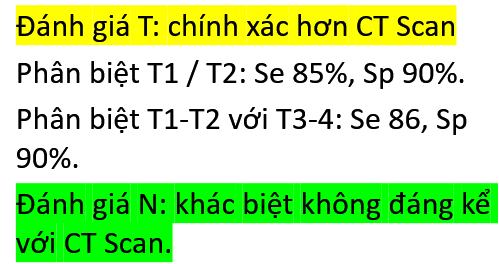 Đánh giá T: chính xác hơn CT Scan
Phân biệt T1 / T2: Se 85%, Sp 90%.
Phân biệt T1-T2 với T3-4: Se 86, Sp
90%.
Đánh giá N: khác biệt không đáng kể
với CT Scan.